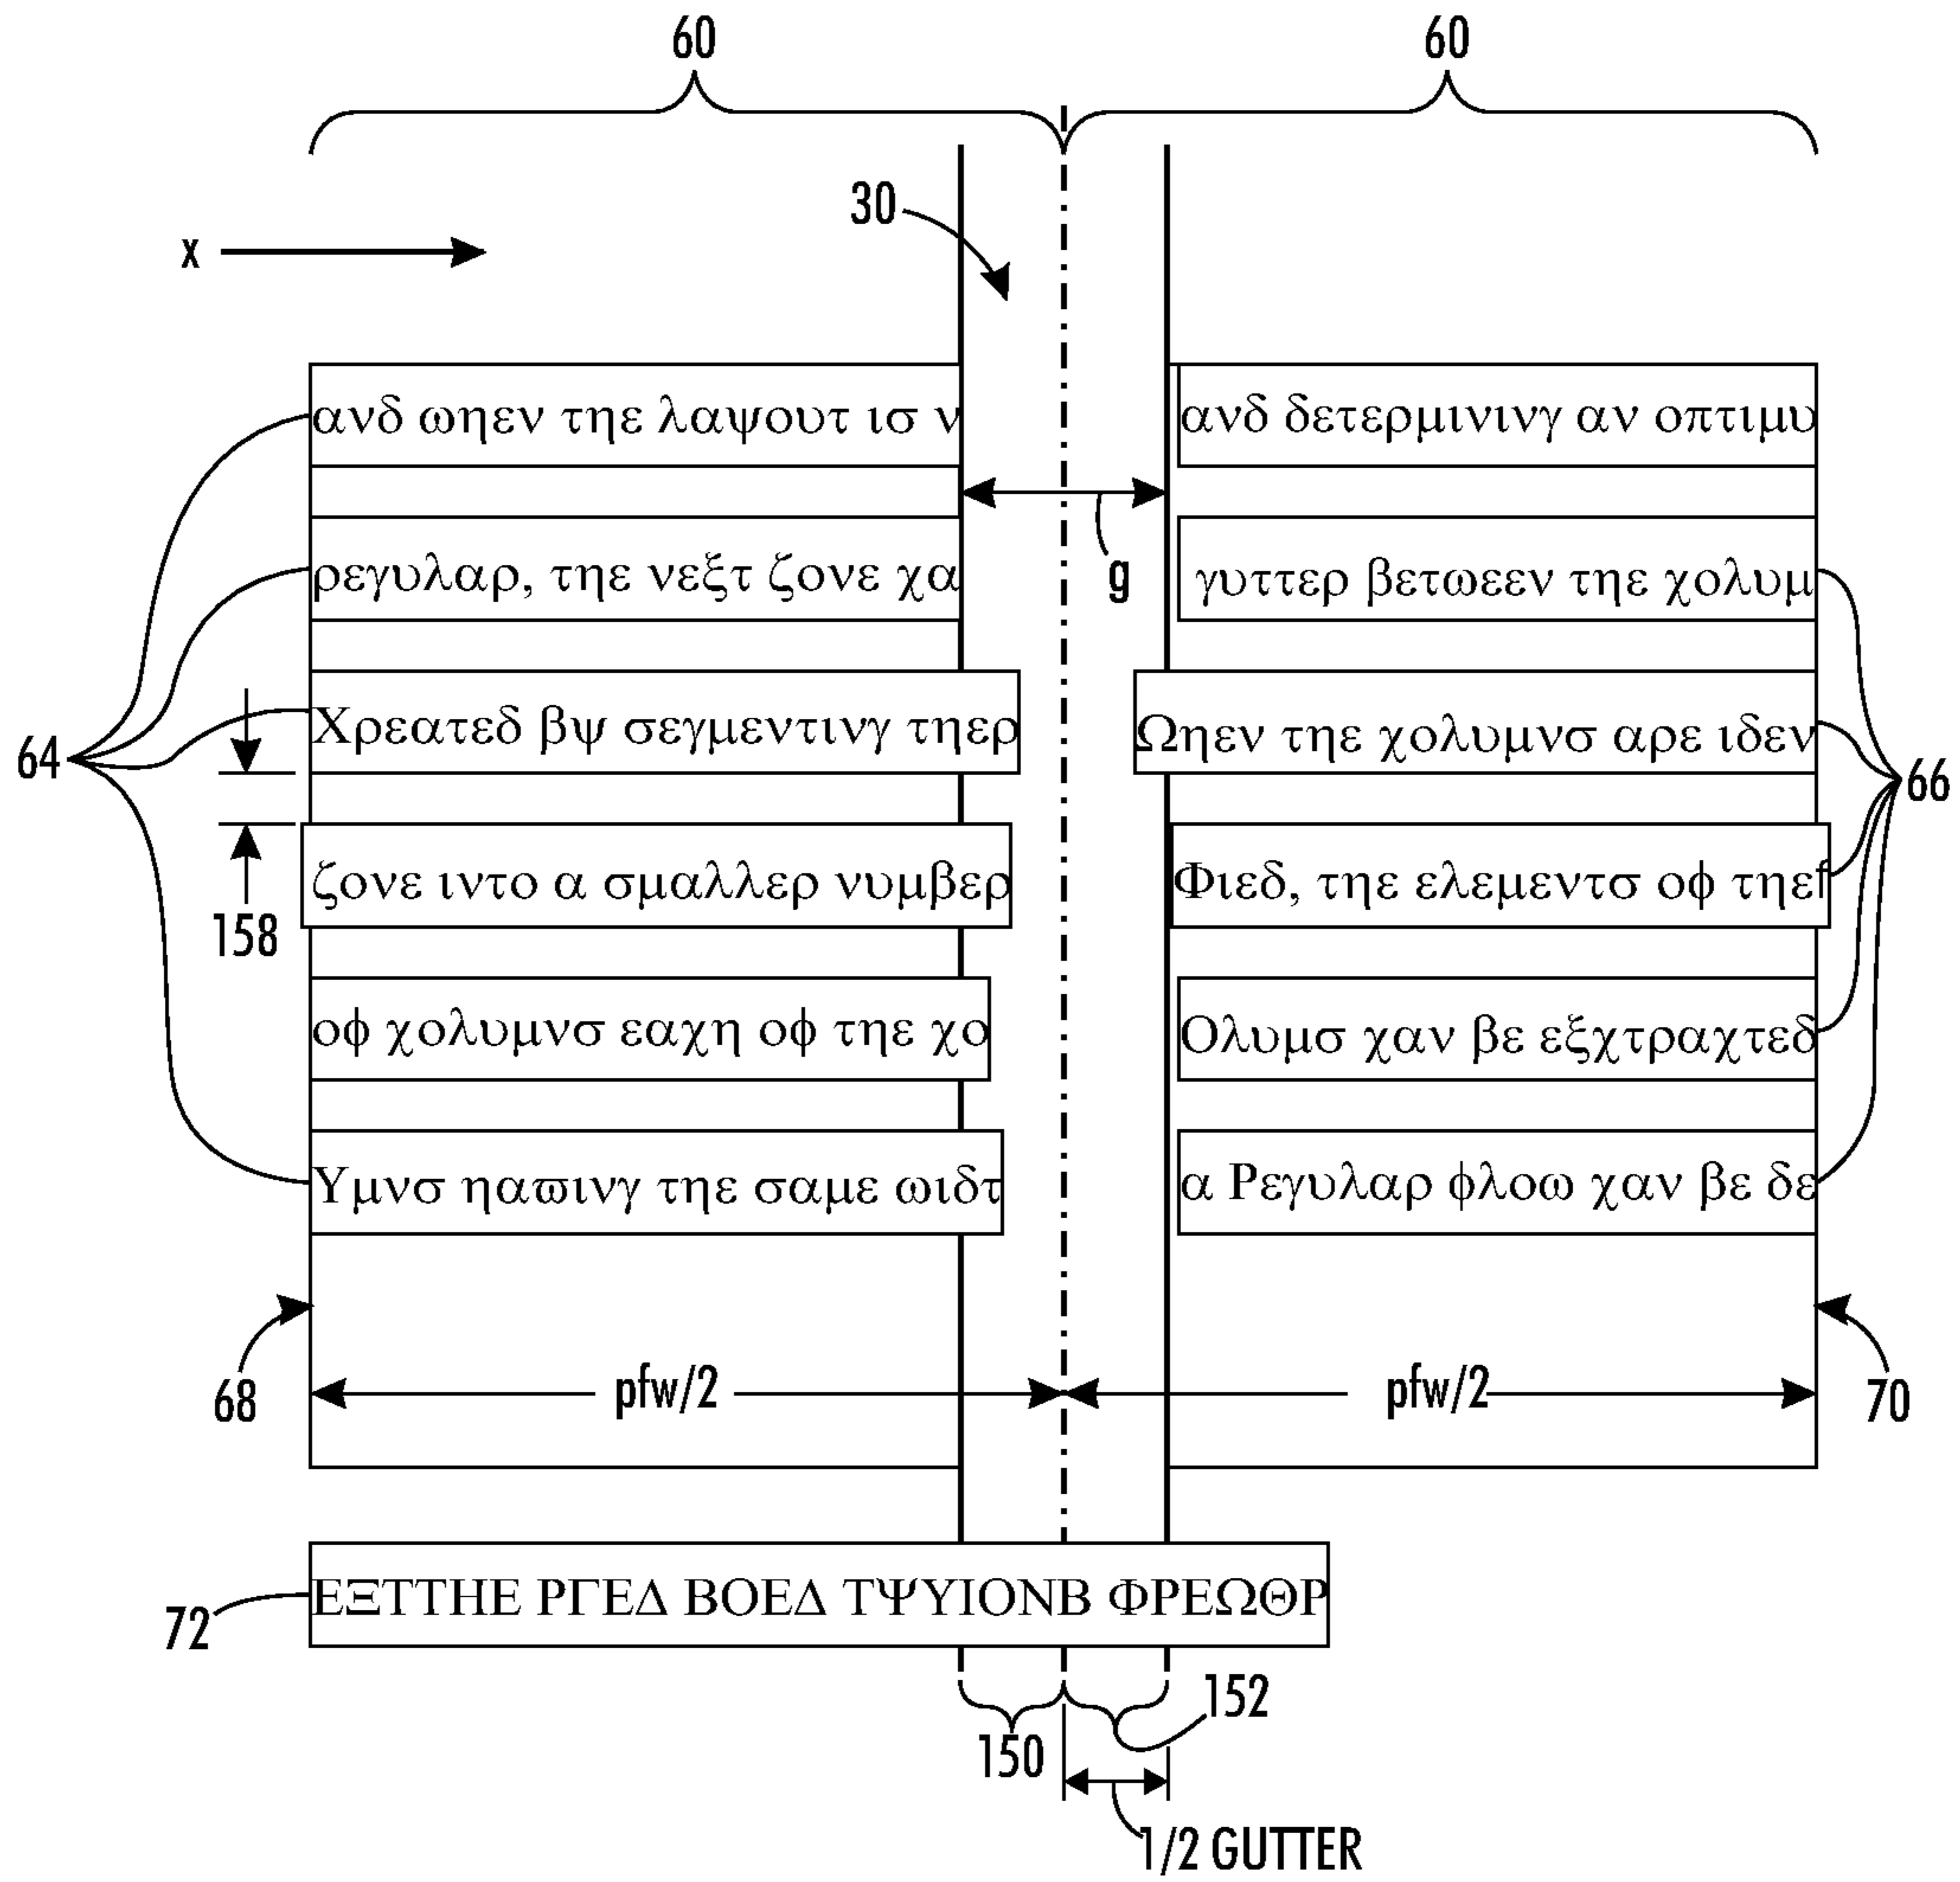 60 60
30
x
ανδ ωηεν τηε λαψουτ ισ ν
ανδ δετερμινινγ αν οπτιμυ
g
ρεγυλαρ, τηε νεξτ ζονε χα
γυττερ βετωεεν τηε χολυμ
Χρεατεδ βψ σεγμεντινγ τηερ
Ωηεν τηε χολυμνσ αρε ιδεν
64
66
ζονε ιντο α σμαλλερ νυμβερ
Φιεδ, τηε ελεμεντσ οφ τηεf
158
οφ χολυμνσ εαχη οφ τηε χο
Ολυμσ χαν βε εξχτραχτεδ
Υμνσ ηαϖινγ τηε σαμε ωιδτ
α Ρεγυλαρ φλοω χαν βε δε
68 pfw/2 pfw/2 70
72 ΕΞΤΤΗΕ ΡΓΕΔ ΒΟΕΔ ΤΨΥΙΟΝΒ ΦΡΕΩΘΡ
150 152
1/2 GUTTER